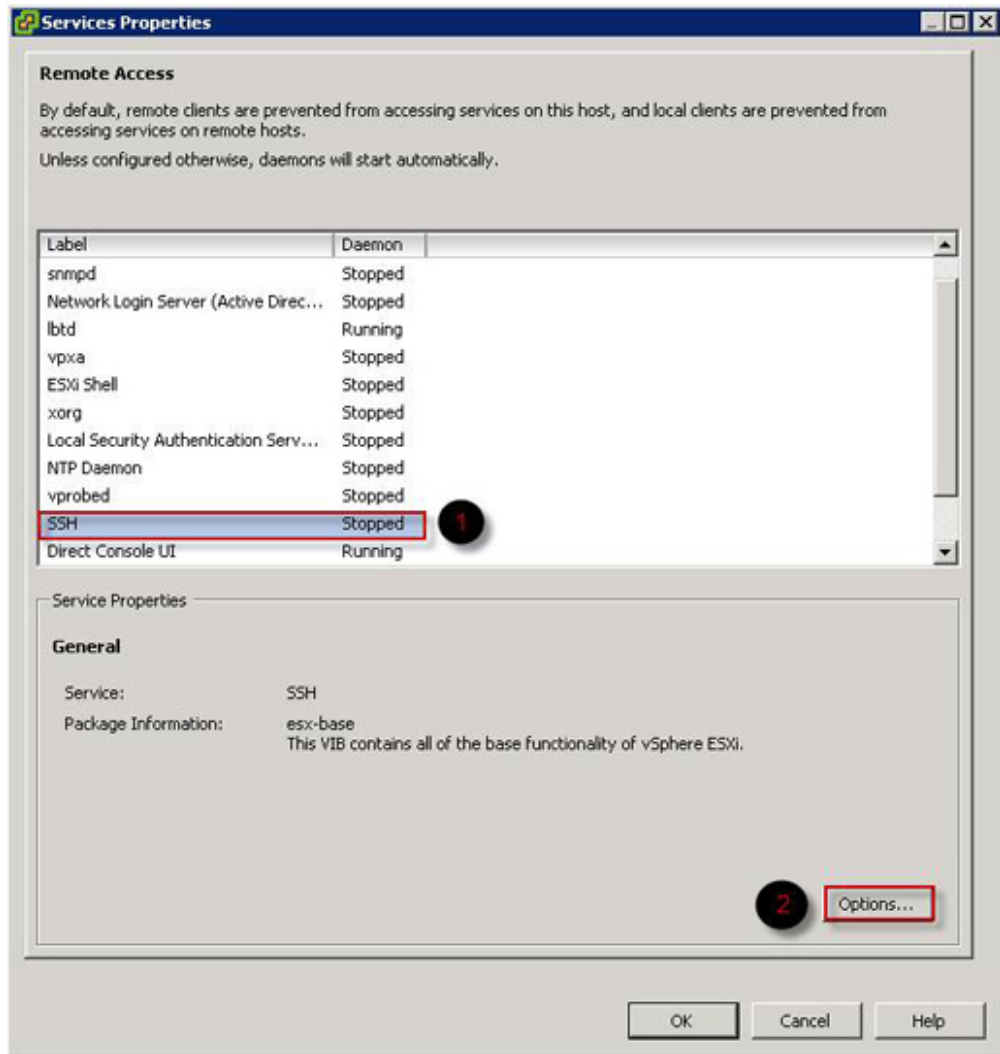 Services Properties
Remote Access
By default, remote clients are prevented from accessing services on this host, and local clients are prevented from
accessing services on remote hosts.
Unless configured otherwise, daemons will start automatically.
Label Daemon
snmpd Stopped
Network Login Server (Active Direc... Stopped
lbtd Running
vpxa Stopped
ESXi Shell Stopped
xorg Stopped
Local Security Authentication Serv... Stopped
NTP Daemon Stopped
vprobed Stopped
SSH Stopped 1
Direct Console UI Running
Service Properties
General
Service: SSH
Package Information: esx-base
This VIB contains all of the base functionality of vSphere ESXi.
2 Options...
OK Cancel Help